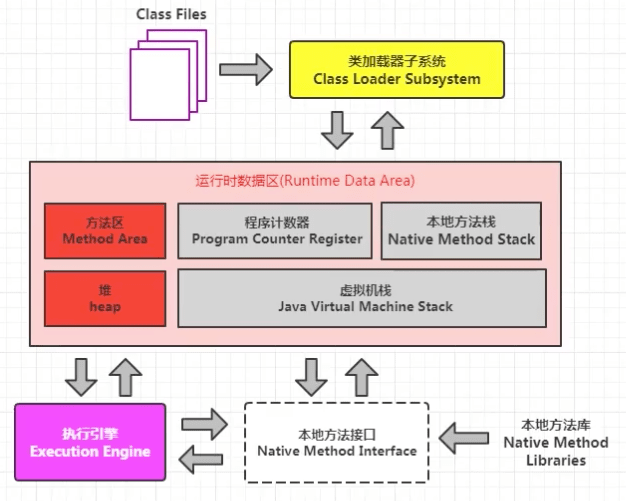 Class Files
类加载器子系统
Class Loader Subsystem
运行时数据区(Runtime Data Area)
方法区
Method Area
程序计数器
Program Counter Register
本地方法栈
Native Method Stack
堆
heap
虚拟机栈
Java Virtual Machine Stack
执行引擎
Execution Engine
本地方法接口
Native Method Interface
本地方法库
Native Method
Libraries